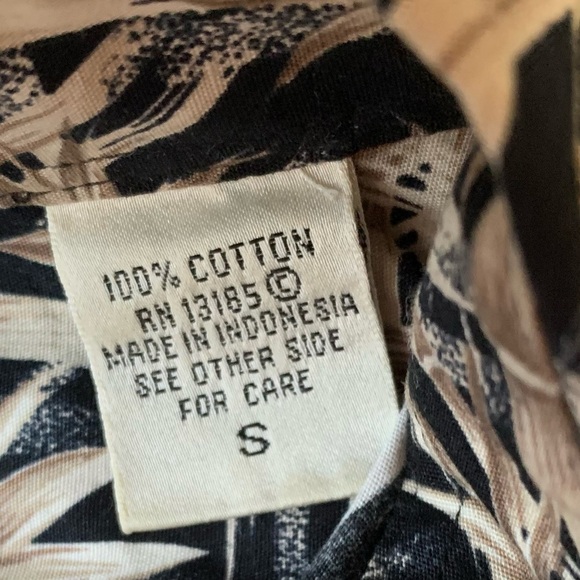 100% COTTON
RN 13185 ©
MADE IN INDONESIA
SEE OTHER SIDE
FOR CARE
S